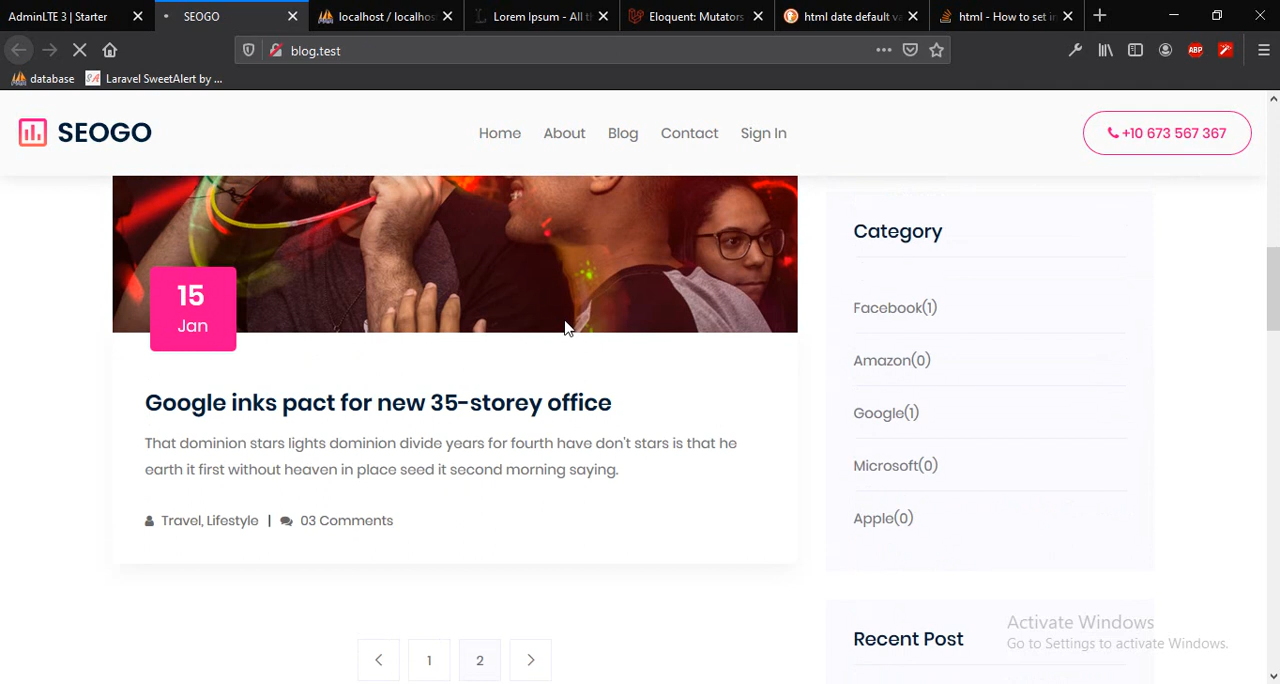 AdminLTE 3 | Starter
SEOGO
localhost / localhos
Lorem Ipsum - All t
Eloquent: Mutators
html date default va
html - How to set in
blog.test
database
Laravel SweetAlert by ...
ABP
SEOGO
Home
About
Blog
Contact
Sign In
+10 673 567 367
15
Jan
Google inks pact for new 35-storey office
That dominion stars lights dominion divide years for fourth have don't stars is that he
earth it first without heaven in place seed it second morning saying.
Travel, Lifestyle | 03 Comments
1
2
Category
Facebook(1)
Amazon(0)
Google(1)
Microsoft(0)
Apple(0)
Recent Post
Activate Windows
Go to Settings to activate Windows.